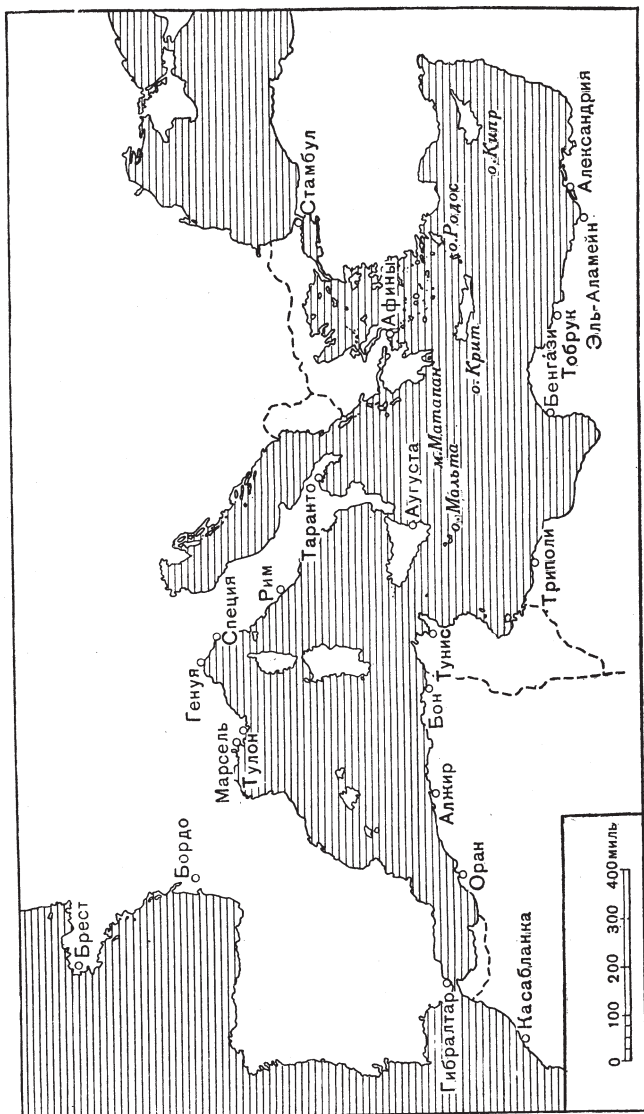 Брест
Бордо
Марсель
Тулон
Генуя
Специя
Рим
Таранто
Стамбул
Афины
м. Матапан
о. Крит
о. Родос
о. Кипр
Аугуста
о. Мальта
Гибралтар
Касабланка
Оран
Алжир
Бон
Тунис
Триполи
Бенгази
Тобрук
Эль-Аламейн
Александрия
0 100 200 300 400 миль